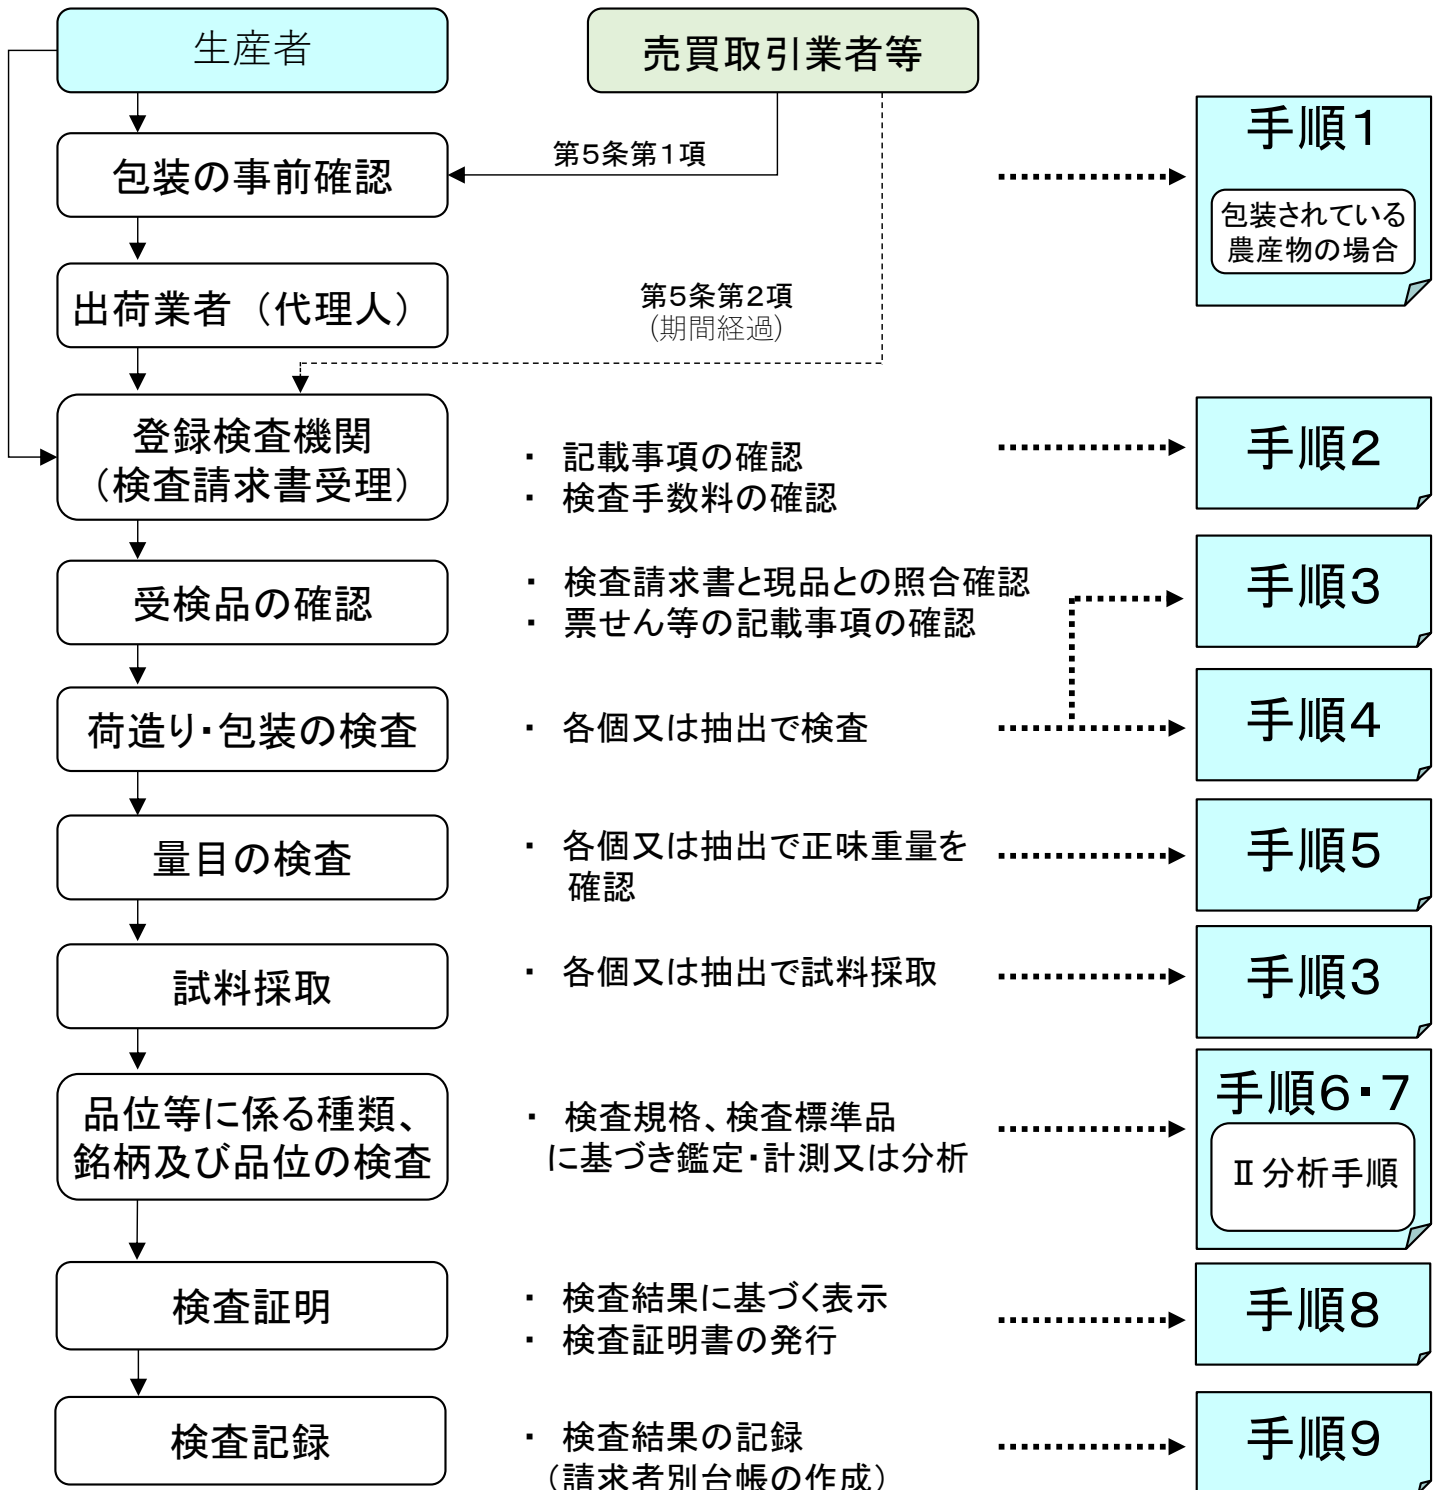 生産者
売買取引業者等
手順1
包装されている
農産物の場合
第5条第1項
包装の事前確認
出荷業者（代理人）
第5条第2項
(期間経過)
登録検査機関
（検査請求書受理）
・ 記載事項の確認
・ 検査手数料の確認
手順2
受検品の確認
・ 検査請求書と現品との照合確認
・ 票せん等の記載事項の確認
手順3
荷造り・包装の検査
・ 各個又は抽出で検査
手順4
量目の検査
・ 各個又は抽出で正味重量を
確認
手順5
試料採取
・ 各個又は抽出で試料採取
手順3
品位等に係る種類、
銘柄及び品位の検査
・ 検査規格、検査標準品
に基づき鑑定・計測又は分析
手順6・7
Ⅱ分析手順
検査証明
・ 検査結果に基づく表示
・ 検査証明書の発行
手順8
検査記録
・ 検査結果の記録
（請求者別台帳の作成）
手順9